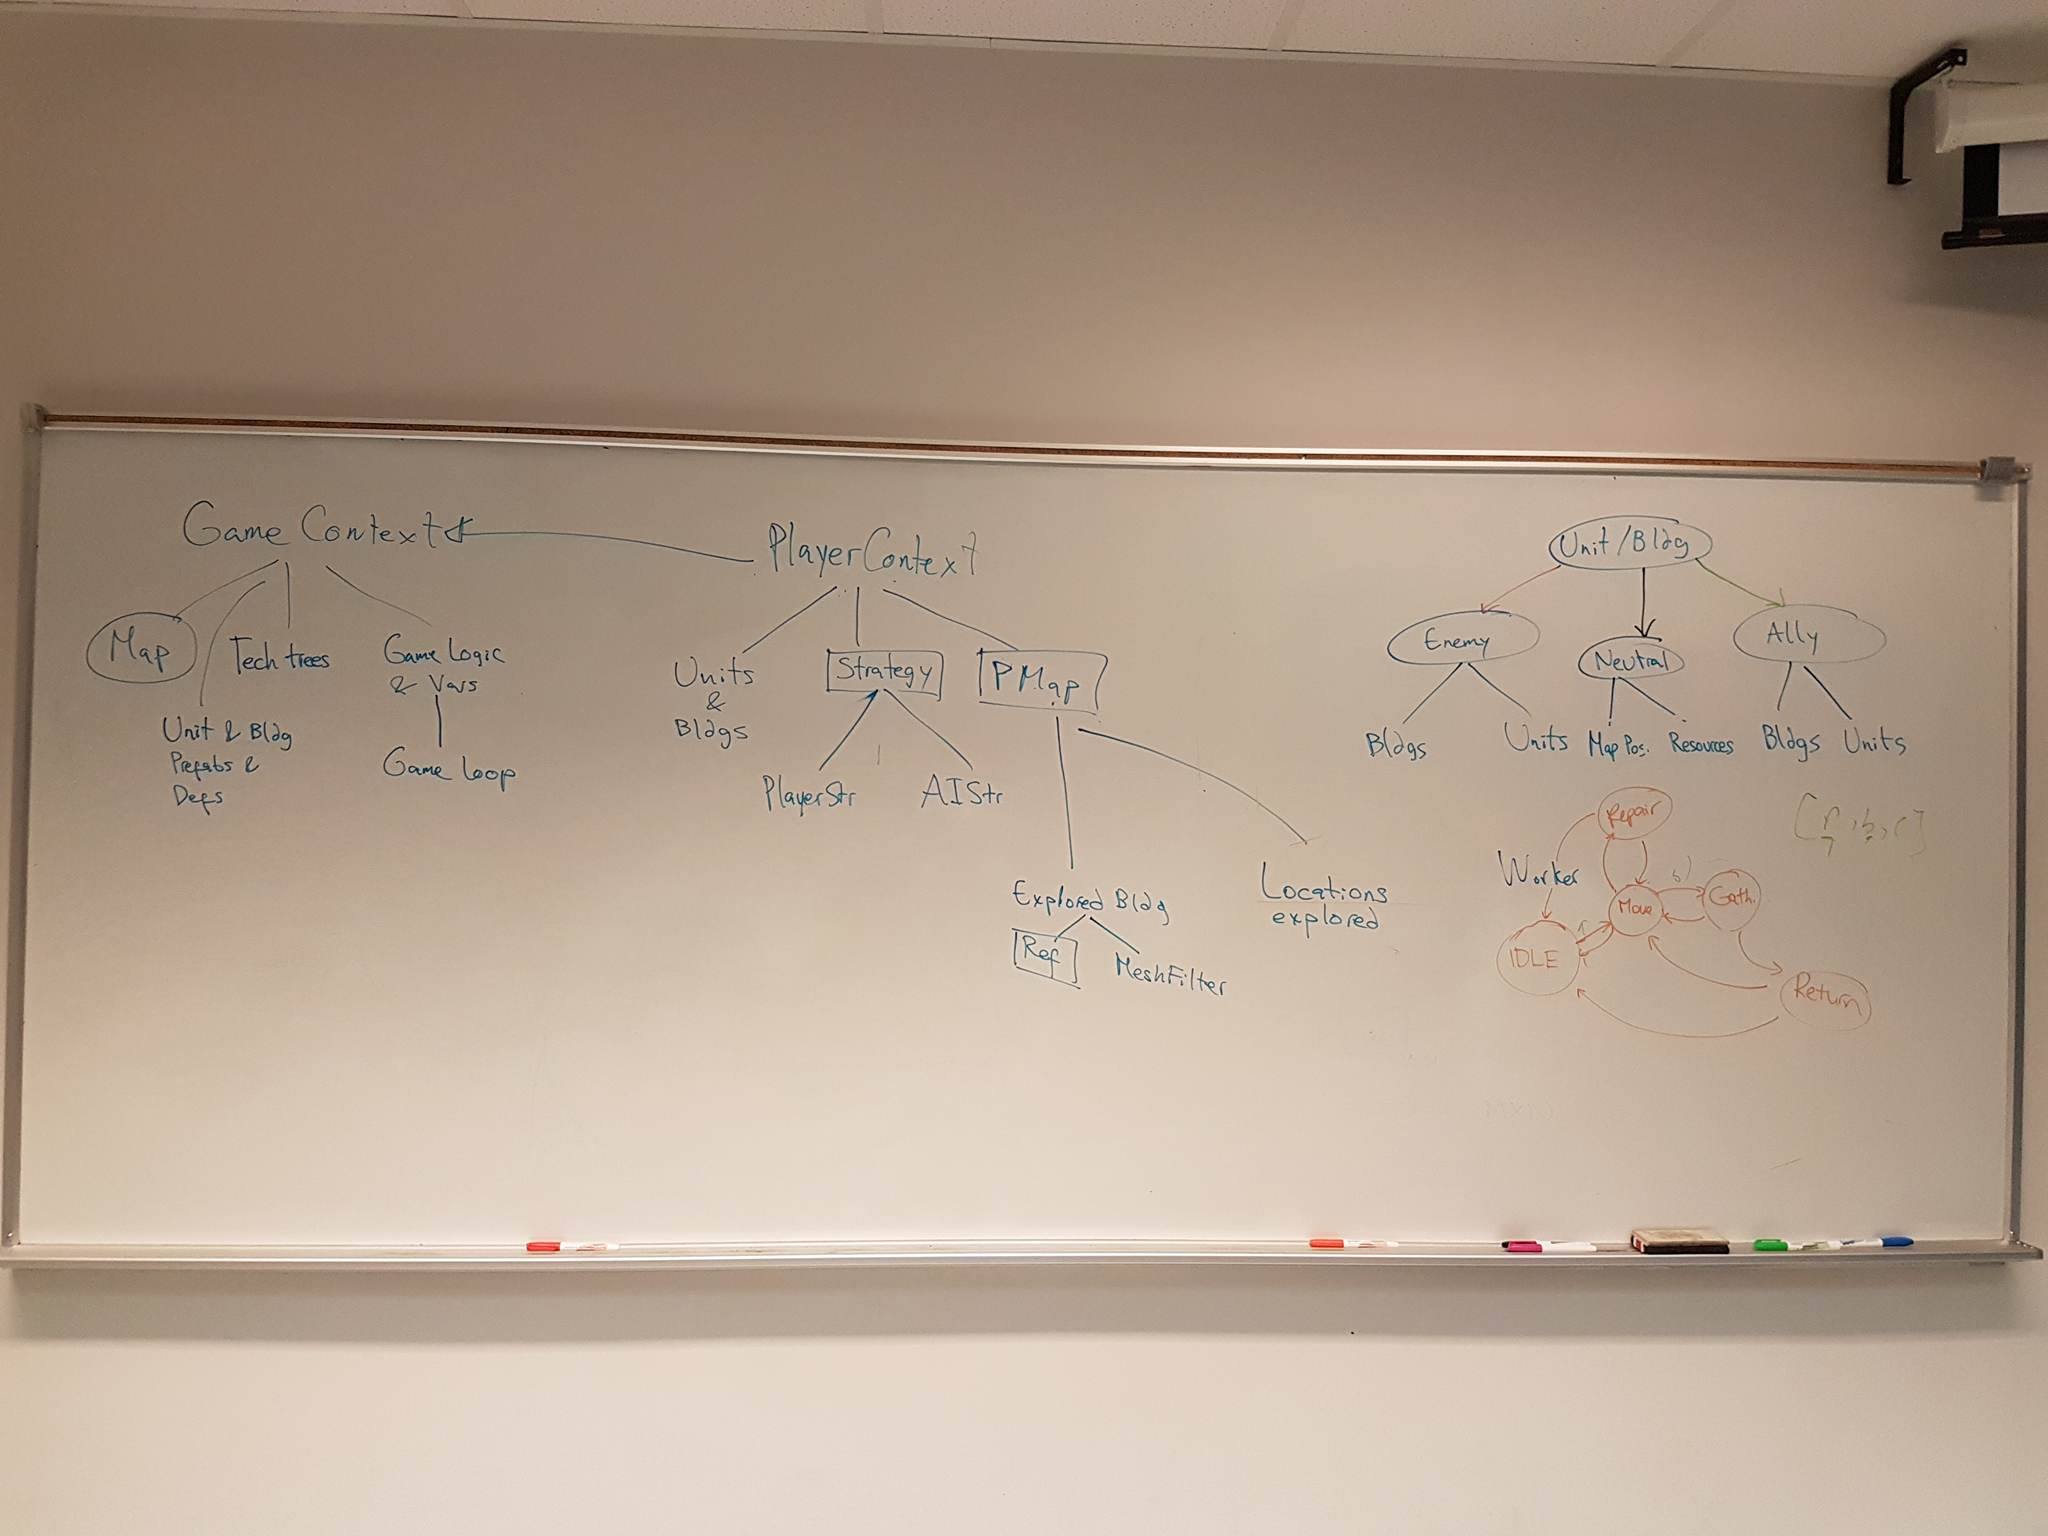 Game Context
Map
Tech trees
Game Logic
& Vars
Unit & Bldg
Prefabs &
Defs
Game Loop
PlayerContext
Units
&
Bldgs
Strategy
PMap
PlayerStr
AIStr
Explored Bldg
Ref
MeshFilter
Locations
explored
Unit/Bldg
Enemy
Neutral
Ally
Bldgs
Units
Map Pos.
Resources
Bldgs
Units
Repair
Worker
Move
Gath.
IDLE
Return